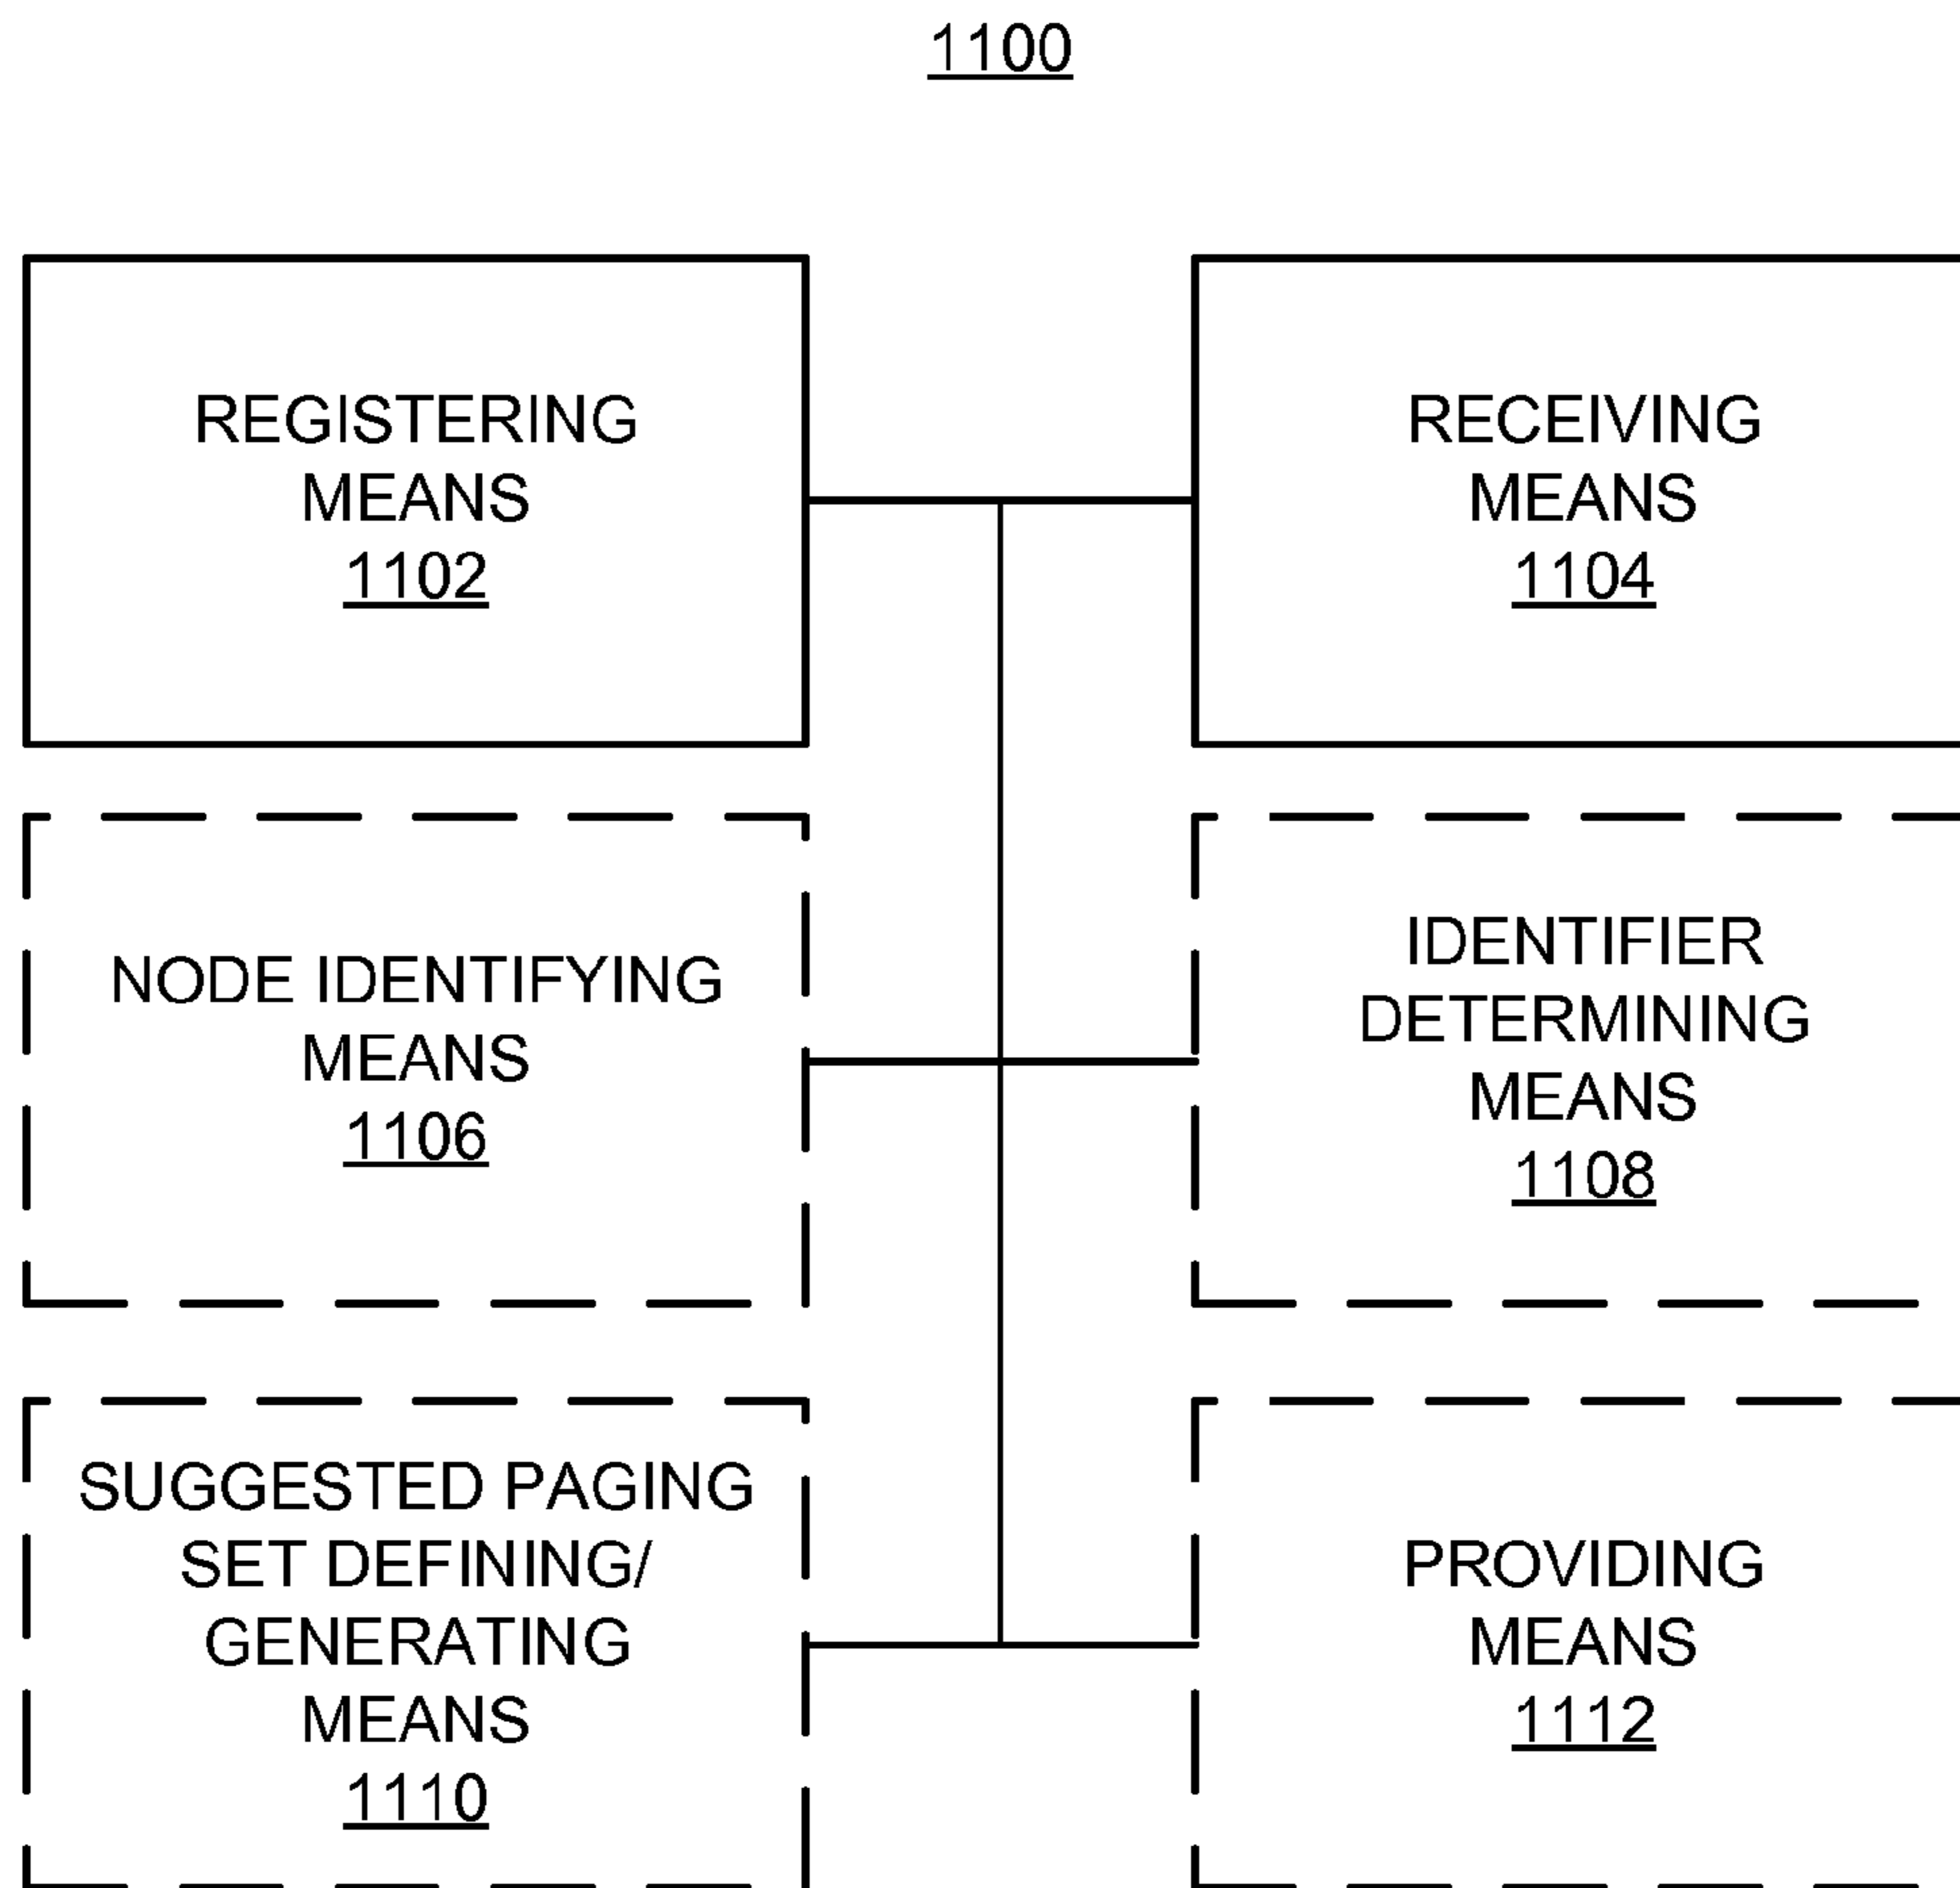 1100
REGISTERING
MEANS
1102
RECEIVING
MEANS
1104
NODE IDENTIFYING
MEANS
1106
IDENTIFIER
DETERMINING
MEANS
1108
SUGGESTED PAGING
SET DEFINING/
GENERATING
MEANS
1110
PROVIDING
MEANS
1112